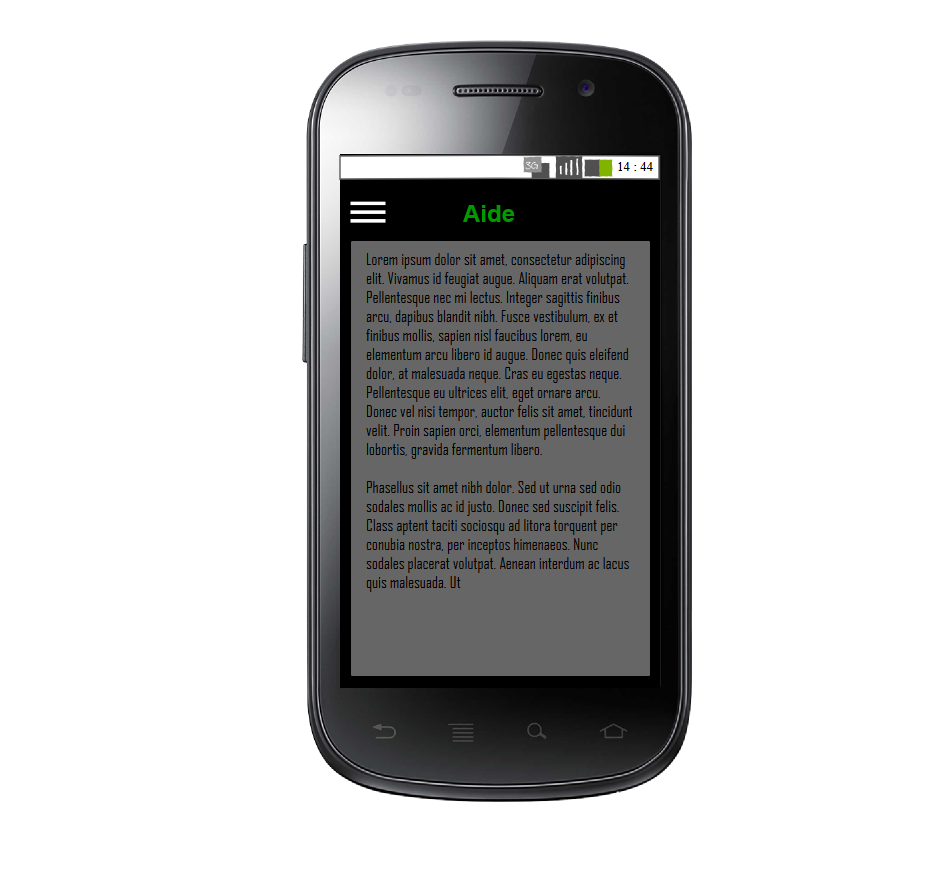 3G 14 : 44
Aide
Lorem ipsum dolor sit amet, consectetur adipiscing
elit. Vivamus id feugiat augue. Aliquam erat volutpat.
Pellentesque nec mi lectus. Integer sagittis finibus
arcu, dapibus blandit nibh. Fusce vestibulum, ex et
finibus mollis, sapien nisl faucibus lorem, eu
elementum arcu libero id augue. Donec quis eleifend
dolor, at malesuada neque. Cras eu egestas neque.
Pellentesque eu ultrices elit, eget ornare arcu.
Donec vel nisi tempor, auctor felis sit amet, tincidunt
velit. Proin sapien orci, elementum pellentesque dui
lobortis, gravida fermentum libero.
Phasellus sit amet nibh dolor. Sed ut urna sed odio
sodales mollis ac id justo. Donec sed suscipit felis.
Class aptent taciti sociosqu ad litora torquent per
conubia nostra, per inceptos himenaeos. Nunc
sodales placerat volutpat. Aenean interdum ac lacus
quis malesuada. Ut